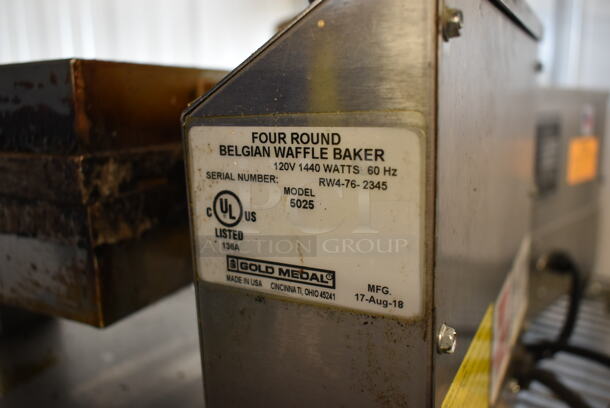 FOUR ROUND
BELGIAN WAFFLE BAKER
120V 1440 WATTS 60 Hz
SERIAL NUMBER: RW4-76- 2345
MODEL
5025
C UL US
LISTED
136A
PCI
AUCTION GROUP
GOLD MEDAL
MADE IN USA CINCINNATI, OHIO 45241
MFG.
17-Aug-18